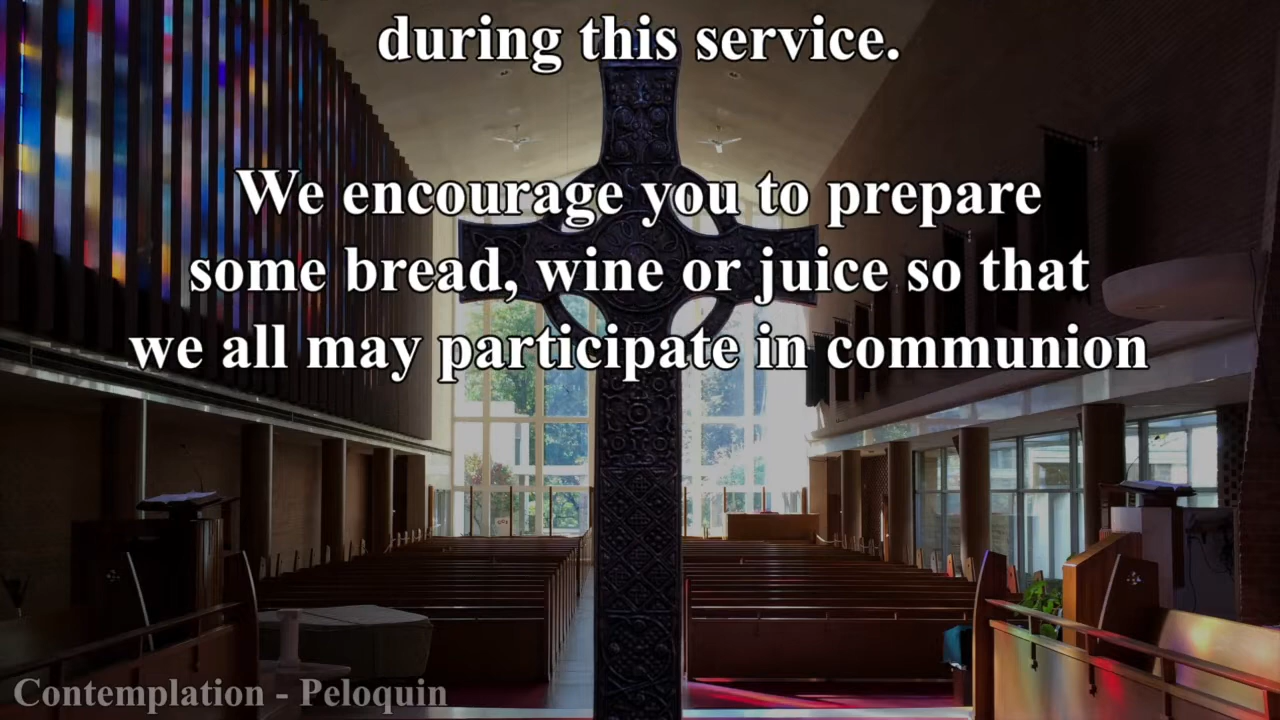 during this service.
We encourage you to prepare
some bread, wine or juice so that
we all may participate in communion
Contemplation - Peloquin